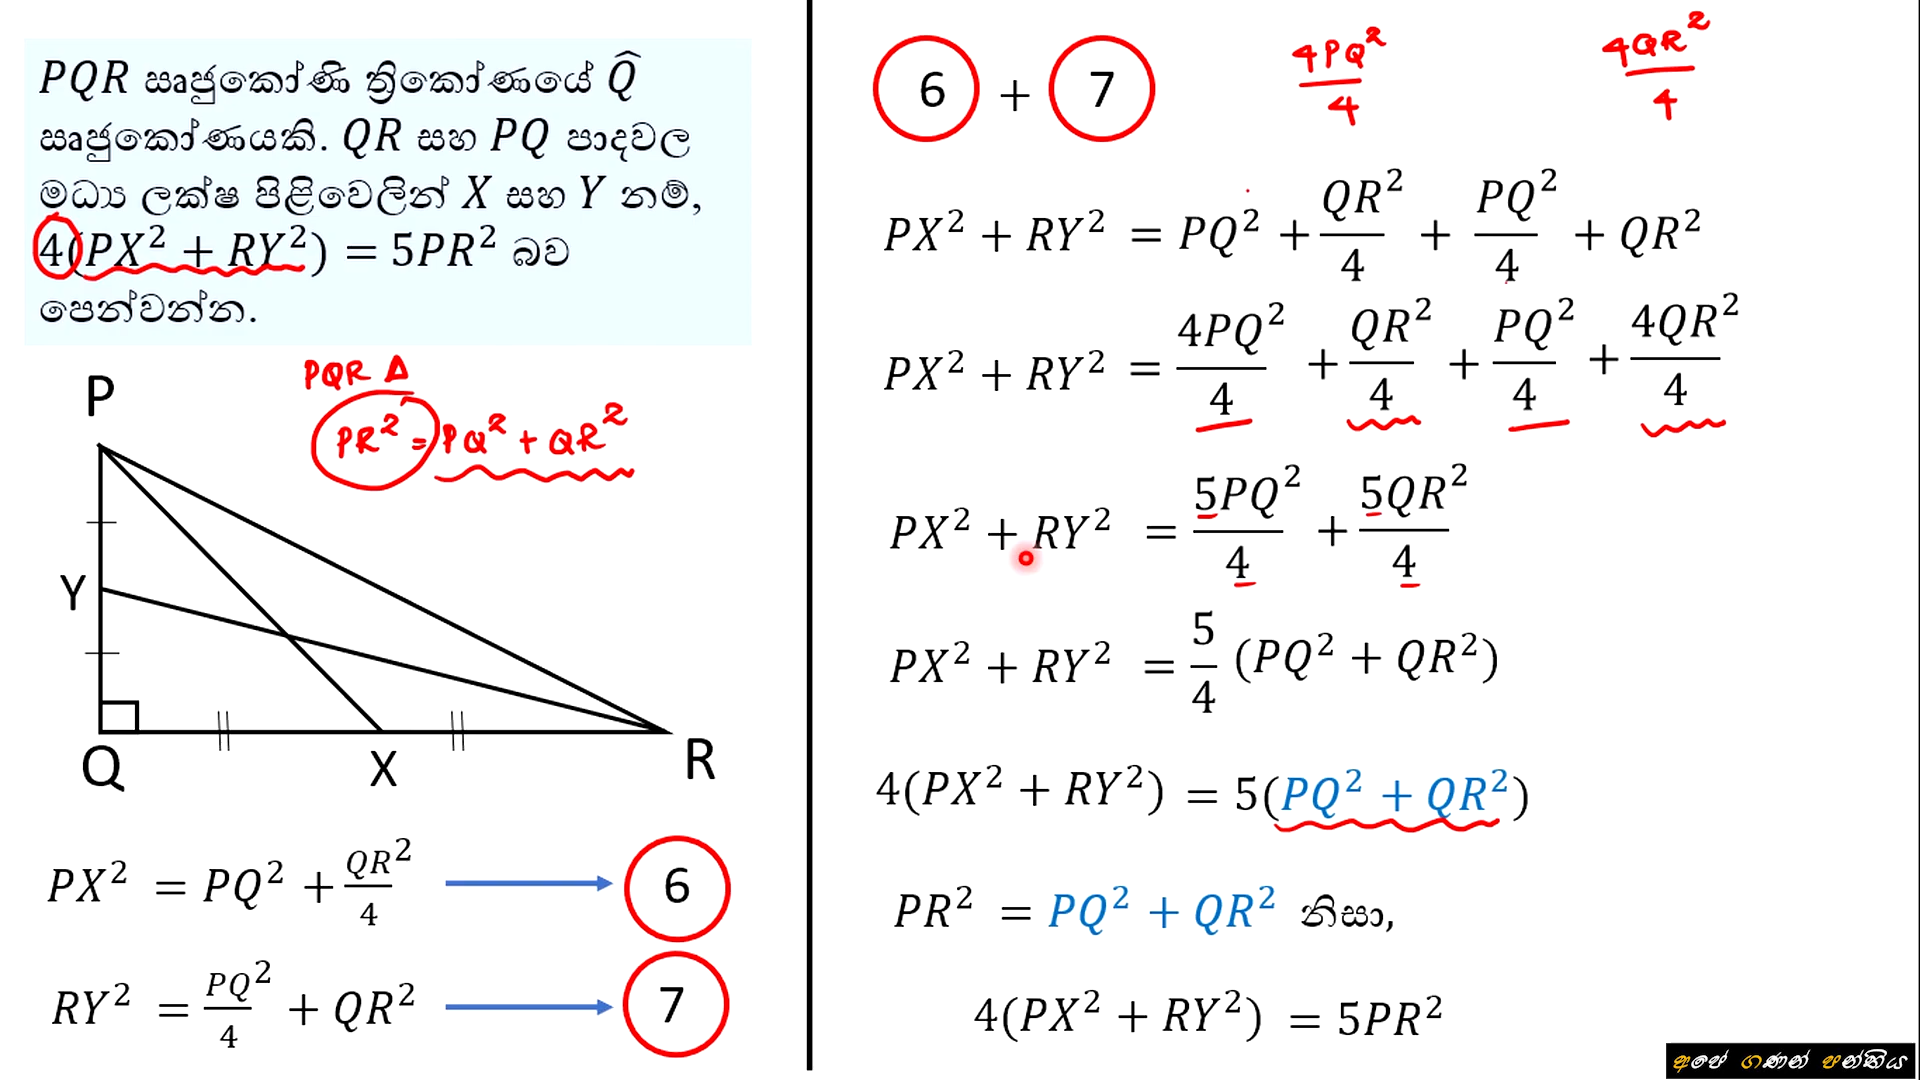 PQR සෘජුකෝණී ත්‍රිකෝණයේ Q̂
සෘජුකෝණයකි. QR සහ PQ පාදවල
මධ්‍ය ලක්ෂ පිළිවෙලින් X සහ Y නම්,
4(PX² + RY²) = 5PR² බව
පෙන්වන්න.
PQR Δ
PR² = PQ² + QR²
P
Y
Q
X
R
PX² = PQ² + QR²/4
6
RY² = PQ²/4 + QR²
7
6 + 7
4PQ²/4
4QR²/4
PX² + RY² = PQ² + QR²/4 + PQ²/4 + QR²
PX² + RY² = 4PQ²/4 + QR²/4 + PQ²/4 + 4QR²/4
PX² + RY² = 5PQ²/4 + 5QR²/4
PX² + RY² = 5/4 (PQ² + QR²)
4(PX² + RY²) = 5(PQ² + QR²)
PR² = PQ² + QR² නිසා,
4(PX² + RY²) = 5PR²
අපේ ගණන් පන්තිය